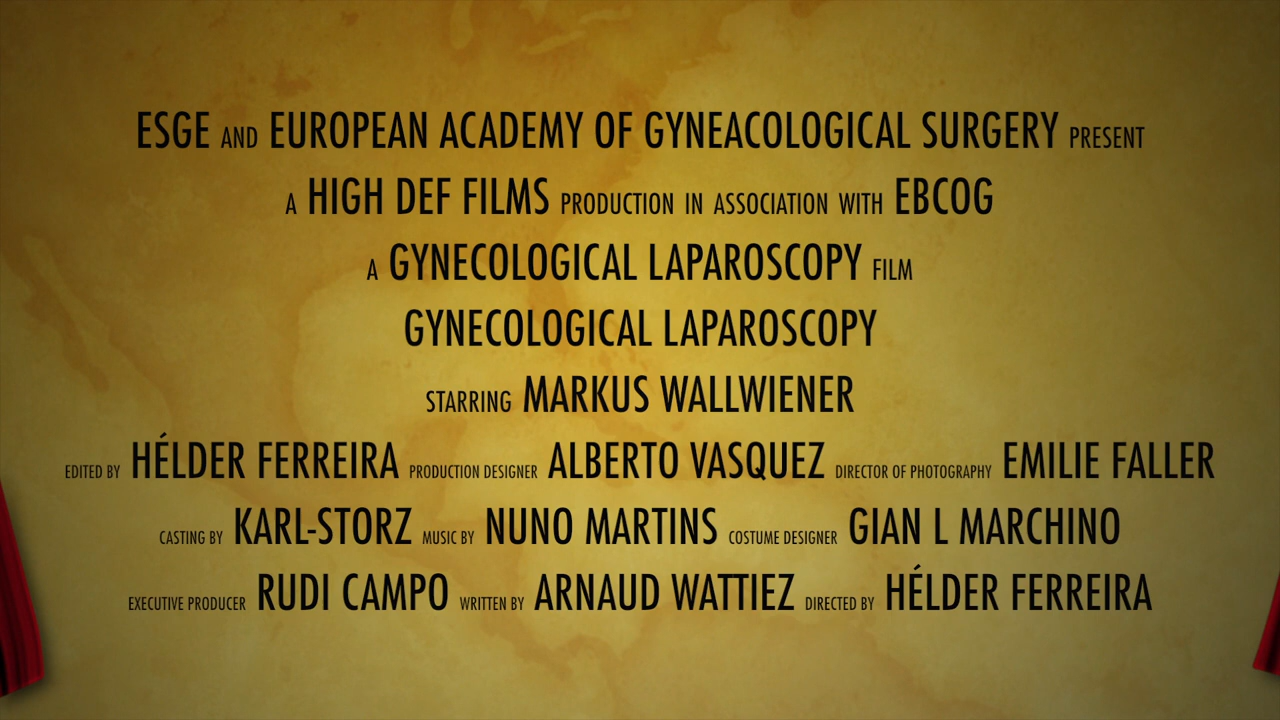 ESGE AND EUROPEAN ACADEMY OF GYNEACOLOGICAL SURGERY PRESENT
A HIGH DEF FILMS PRODUCTION IN ASSOCIATION WITH EBCOG
A GYNECOLOGICAL LAPAROSCOPY FILM
GYNECOLOGICAL LAPAROSCOPY
STARRING MARKUS WALLWIENER
EDITED BY HÉLDER FERREIRA PRODUCTION DESIGNER ALBERTO VASQUEZ DIRECTOR OF PHOTOGRAPHY EMILIE FALLER
CASTING BY KARL-STORZ MUSIC BY NUNO MARTINS COSTUME DESIGNER GIAN L MARCHINO
EXECUTIVE PRODUCER RUDI CAMPO WRITTEN BY ARNAUD WATTIEZ DIRECTED BY HÉLDER FERREIRA